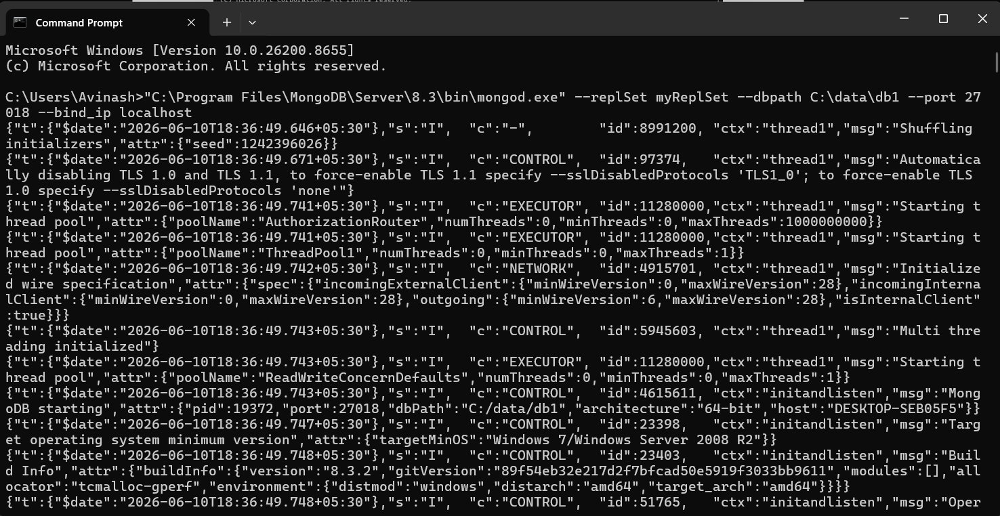 Command Prompt
Microsoft Windows [Version 10.0.26200.8655]
(c) Microsoft Corporation. All rights reserved.
C:\Users\Avinash>"C:\Program Files\MongoDB\Server\8.3\bin\mongod.exe" --replSet myReplSet --dbpath C:\data\db1 --port 27
018 --bind_ip localhost
{"t":{"$date":"2026-06-10T18:36:49.646+05:30"},"s":"I",  "c":"-",        "id":8991200, "ctx":"thread1","msg":"Shuffling
initializers","attr":{"seed":1242396026}}
{"t":{"$date":"2026-06-10T18:36:49.671+05:30"},"s":"I",  "c":"CONTROL",  "id":97374,   "ctx":"thread1","msg":"Automatica
lly disabling TLS 1.0 and TLS 1.1, to force-enable TLS 1.1 specify --sslDisabledProtocols 'TLS1_0'; to force-enable TLS
1.0 specify --sslDisabledProtocols 'none'"}
{"t":{"$date":"2026-06-10T18:36:49.741+05:30"},"s":"I",  "c":"EXECUTOR", "id":11280000,"ctx":"thread1","msg":"Starting t
hread pool","attr":{"poolName":"AuthorizationRouter","numThreads":0,"minThreads":0,"maxThreads":1000000000}}
{"t":{"$date":"2026-06-10T18:36:49.741+05:30"},"s":"I",  "c":"EXECUTOR", "id":11280000,"ctx":"thread1","msg":"Starting t
hread pool","attr":{"poolName":"ThreadPool1","numThreads":0,"minThreads":0,"maxThreads":1}}
{"t":{"$date":"2026-06-10T18:36:49.742+05:30"},"s":"I",  "c":"NETWORK",  "id":4915701, "ctx":"thread1","msg":"Initialize
d wire specification","attr":{"spec":{"incomingExternalClient":{"minWireVersion":0,"maxWireVersion":28},"incomingInterna
lClient":{"minWireVersion":0,"maxWireVersion":28},"outgoing":{"minWireVersion":6,"maxWireVersion":28},"isInternalClient"
:true}}}
{"t":{"$date":"2026-06-10T18:36:49.743+05:30"},"s":"I",  "c":"CONTROL",  "id":5945603, "ctx":"thread1","msg":"Multi thre
ading initialized"}
{"t":{"$date":"2026-06-10T18:36:49.743+05:30"},"s":"I",  "c":"EXECUTOR", "id":11280000,"ctx":"thread1","msg":"Starting t
hread pool","attr":{"poolName":"ReadWriteConcernDefaults","numThreads":0,"minThreads":0,"maxThreads":1}}
{"t":{"$date":"2026-06-10T18:36:49.743+05:30"},"s":"I",  "c":"CONTROL",  "id":4615611, "ctx":"initandlisten","msg":"Mong
oDB starting","attr":{"pid":19372,"port":27018,"dbPath":"C:/data/db1","architecture":"64-bit","host":"DESKTOP-SEB05F5"}}
{"t":{"$date":"2026-06-10T18:36:49.747+05:30"},"s":"I",  "c":"CONTROL",  "id":23398,   "ctx":"initandlisten","msg":"Targ
et operating system minimum version","attr":{"targetMinOS":"Windows 7/Windows Server 2008 R2"}}
{"t":{"$date":"2026-06-10T18:36:49.748+05:30"},"s":"I",  "c":"CONTROL",  "id":23403,   "ctx":"initandlisten","msg":"Buil
d Info","attr":{"buildInfo":{"version":"8.3.2","gitVersion":"89f54eb32e217d2f7bfcad50e5919f3033bb9611","modules":[],"all
ocator":"tcmalloc-gperf","environment":{"distmod":"windows","distarch":"amd64","target_arch":"amd64"}}}}
{"t":{"$date":"2026-06-10T18:36:49.748+05:30"},"s":"I",  "c":"CONTROL",  "id":51765,   "ctx":"initandlisten","msg":"Oper